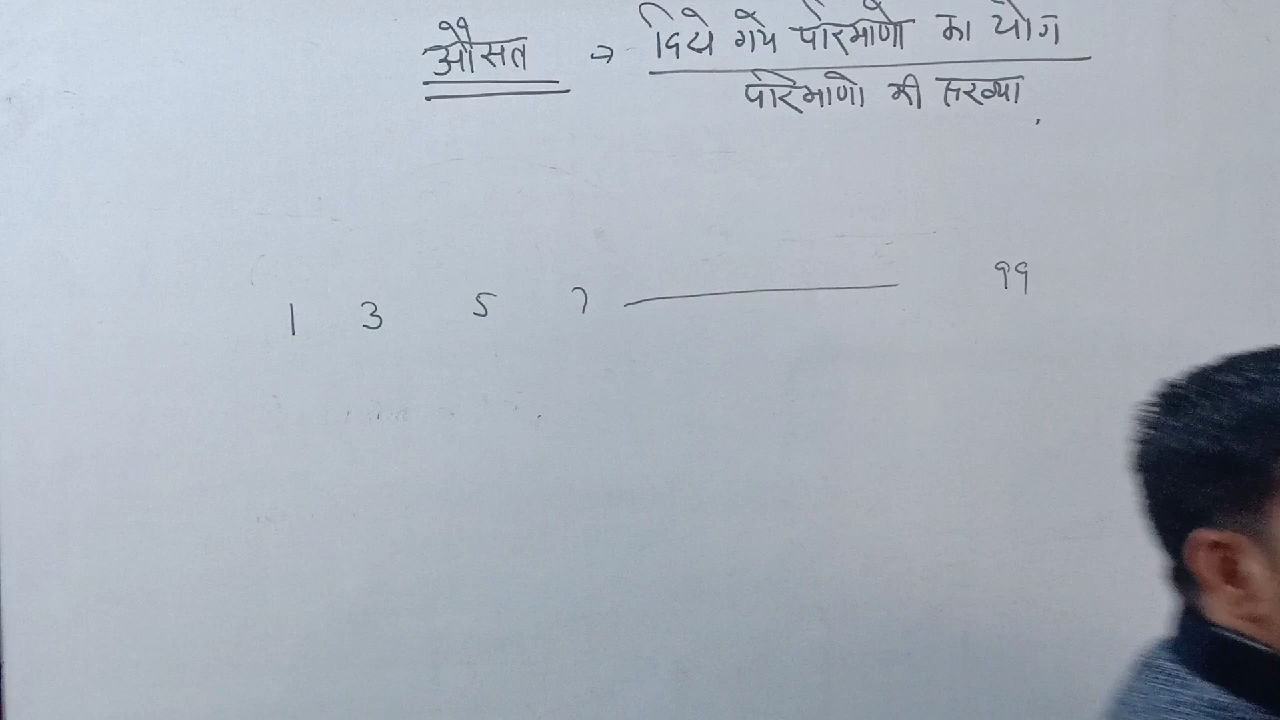 औसत → दिये गये परिमाणो का योग
परिमाणो की संख्या
1 3 5 7 99